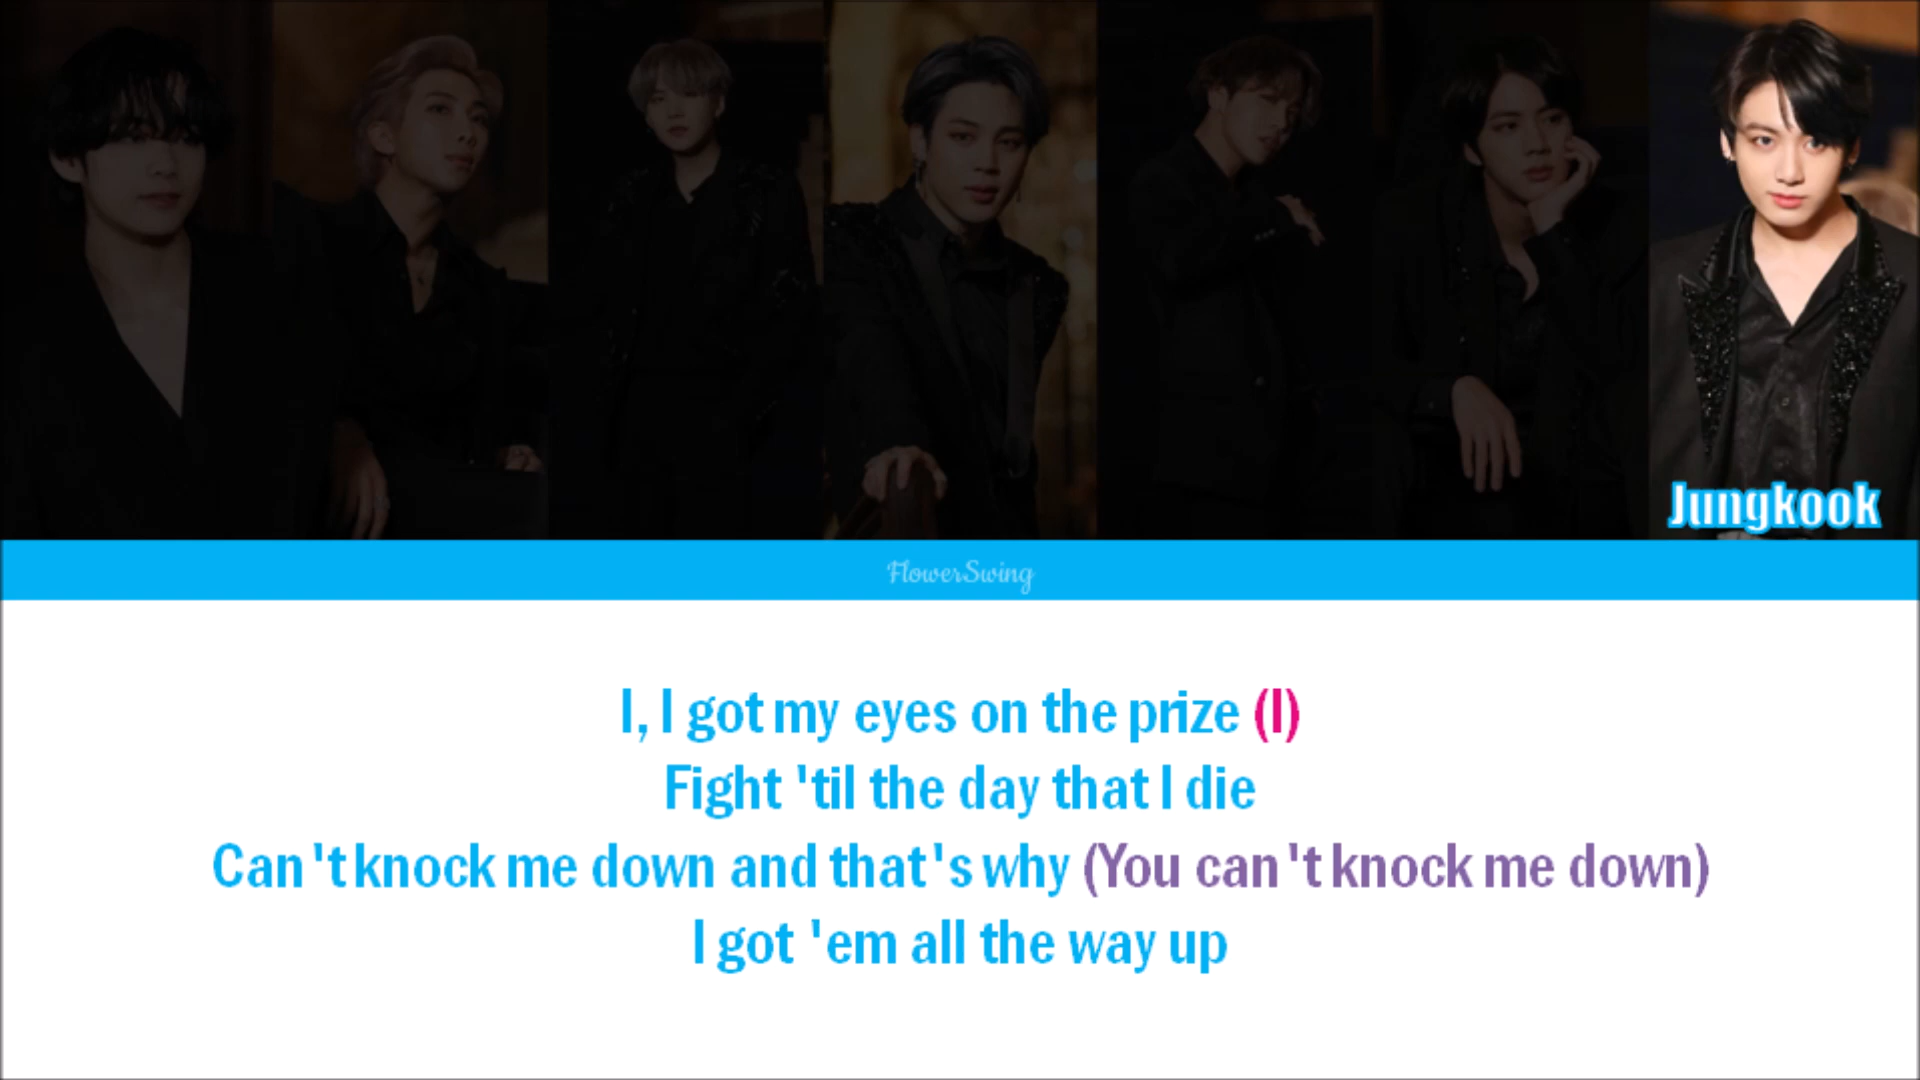 Jungkook
FlowerSwing
I, I got my eyes on the prize (I)
Fight 'til the day that I die
Can't knock me down and that's why (You can't knock me down)
I got 'em all the way up